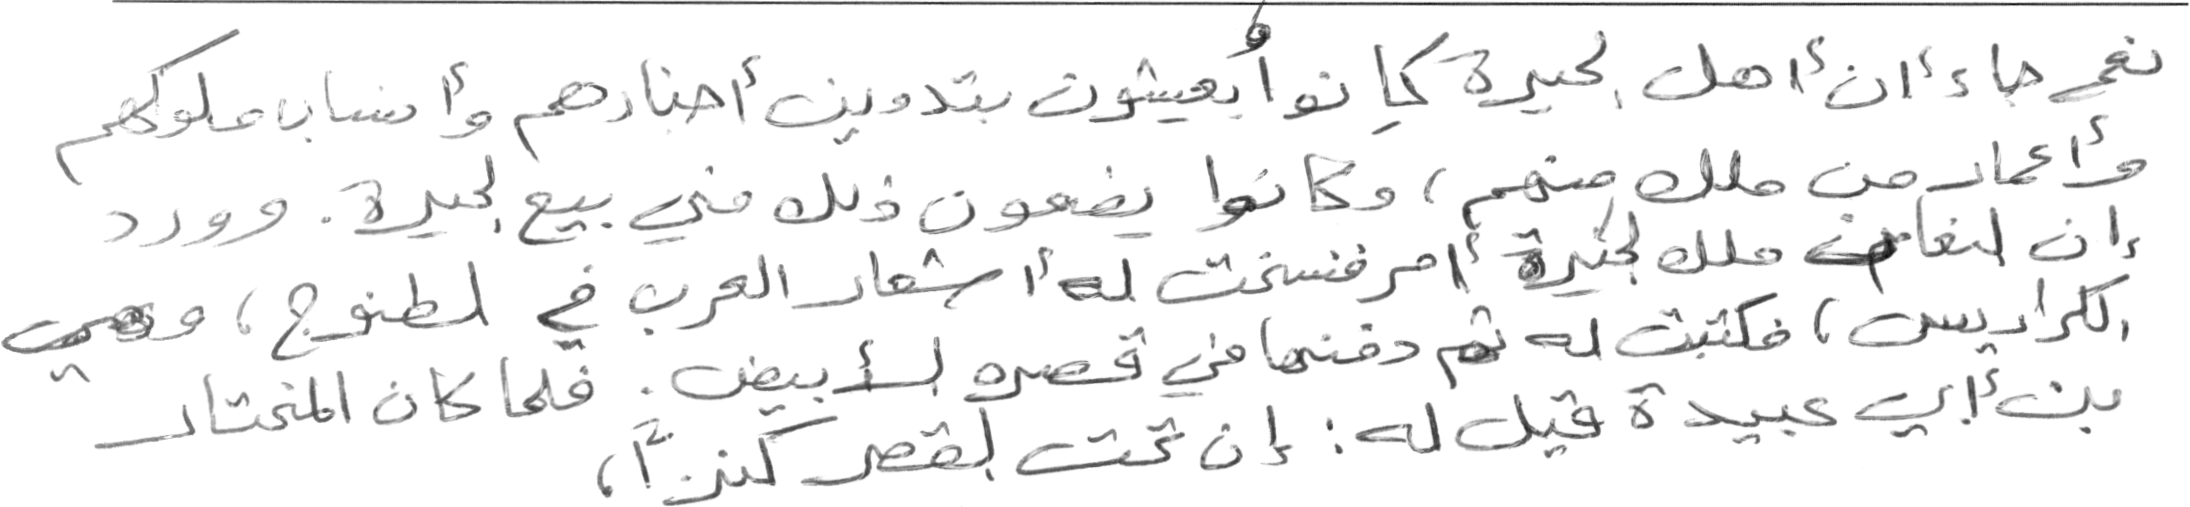 نعم جاء أن أهل الحيرة كانوا يعيشون بتدوين أخبارهم وأنساب ملوكهم
وأعمار من ملك منهم، وكانوا يضعون ذلك في بيع الحيرة. وورد
إن النعمان ملك الحيرة أمر فنسخت له أشعار العرب في الطنوج، وهي
الكراريس، فكتبت له ثم دفنها في قصره الأبيض. فلما كان المختار
بن أبي عبيدة قيل له: إن تحت القصر كنزاً،